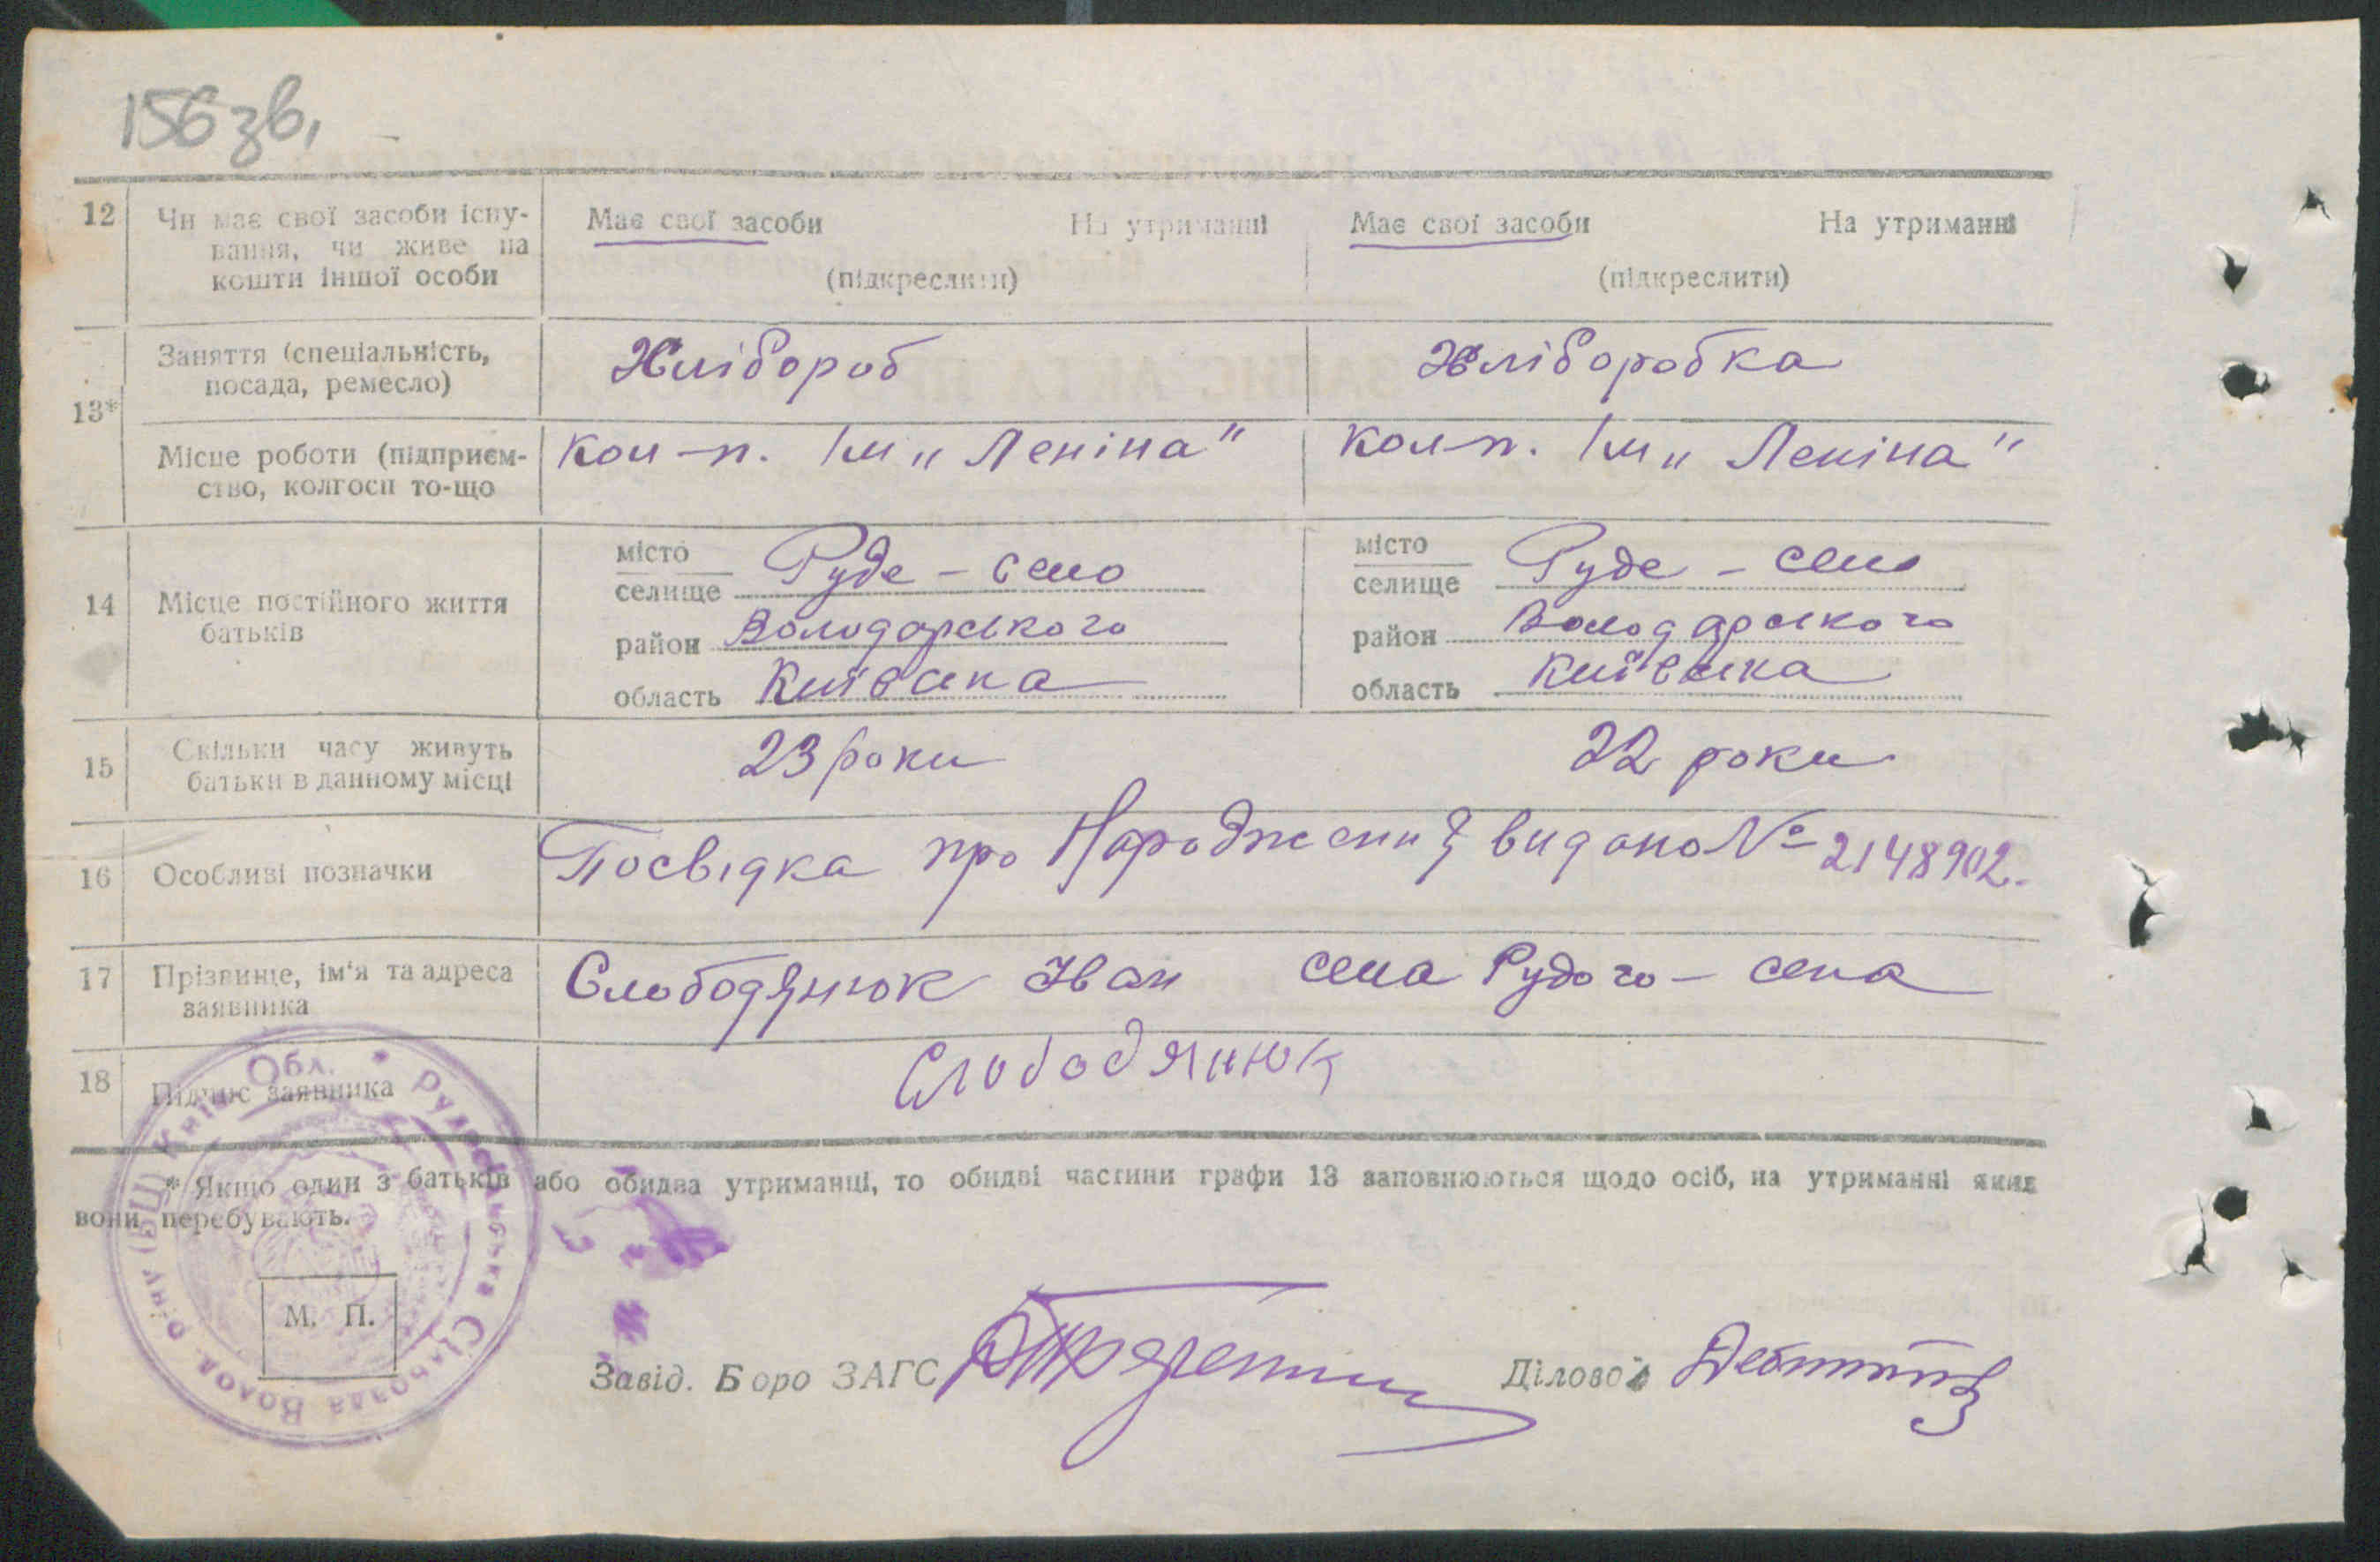 156 зв.
12 Чи має свої засоби існу-
вання, чи живе на
кошти іншої особи
Має свої засоби На утриманні
(підкреслити)
Має свої засоби На утриманні
(підкреслити)
13*
Заняття (спеціальність,
посада, ремесло)
Хлібороб
Хліборобка
Місце роботи (підприєм-
ство, колгосп то-що
Кол-п. Ім „Леніна"
Кол-п. Ім „Леніна"
14 Місце постійного життя
батьків
місто
селище Руде - село
район Володарського
область Київська
місто
селище Руде - село
район Володарського
область Київська
15 Скільки часу живуть
батьки в данному місці
23 роки
22 роки
16 Особливі позначки
Посвідка про Народження видано № 2148902.
17 Прізвище, ім'я та адреса
заявника
Слободянюк Іван села Рудого - села
18 Підпис заявника
Слободянюк
* Якщо один з батьків або обидва утриманці, то обидві частини графи 13 заповнюються щодо осіб, на утриманні яких
вони перебувають.
М. П.
Завід. Боро ЗАГС
Діловод